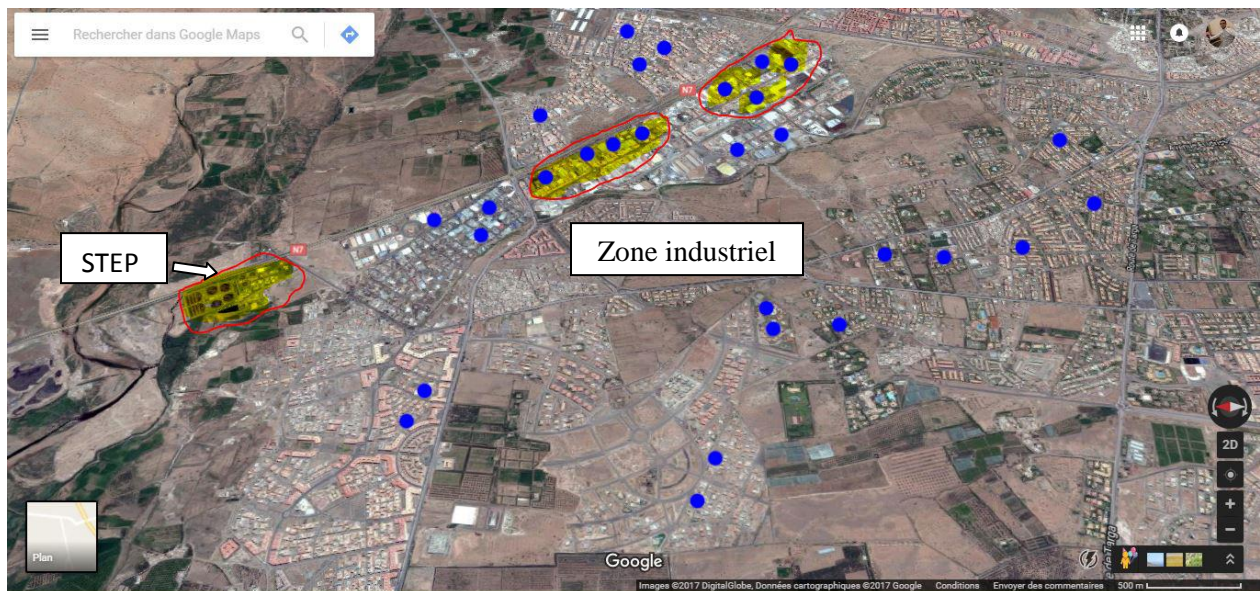 Rechercher dans Google Maps
N7
Zone industriel
STEP
N7
2D
+
−
Plan
Google
Images ©2017 DigitalGlobe, Données cartographiques ©2017 Google Conditions Envoyer des commentaires 500 m